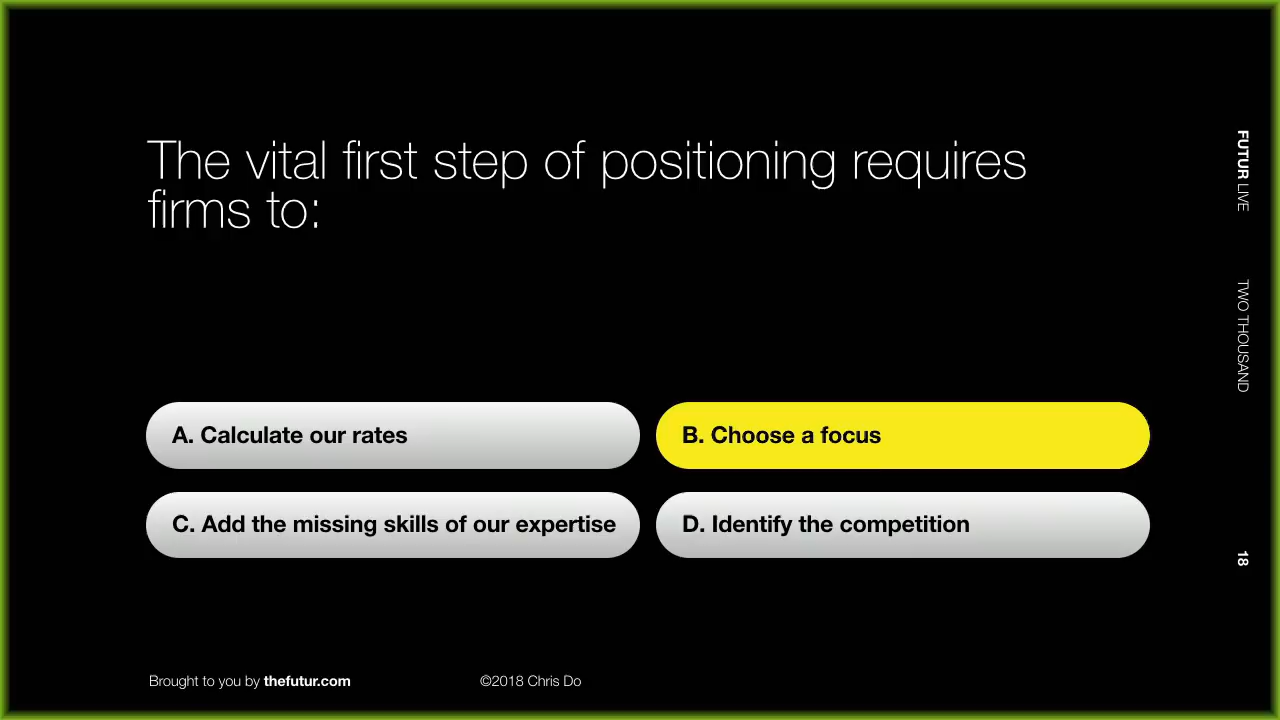 The vital first step of positioning requires
firms to:
A. Calculate our rates
B. Choose a focus
C. Add the missing skills of our expertise
D. Identify the competition
FUTUR LIVE
TWO THOUSAND
18
Brought to you by thefutur.com
©2018 Chris Do